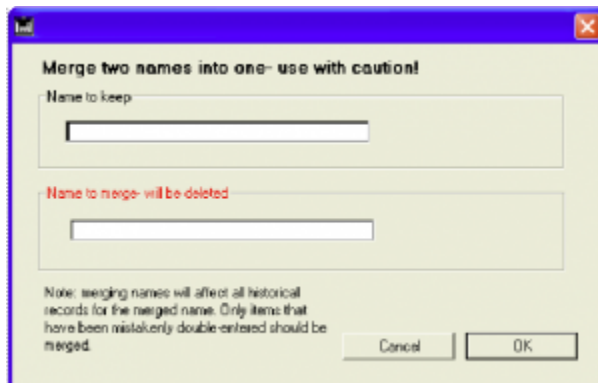 Merge two names into one- use with caution!
Name to keep
Name to merge- will be deleted
Note: merging names will affect all historical
records for the merged name. Only items that
have been mistakenly double-entered should be
merged.
Cancel
OK